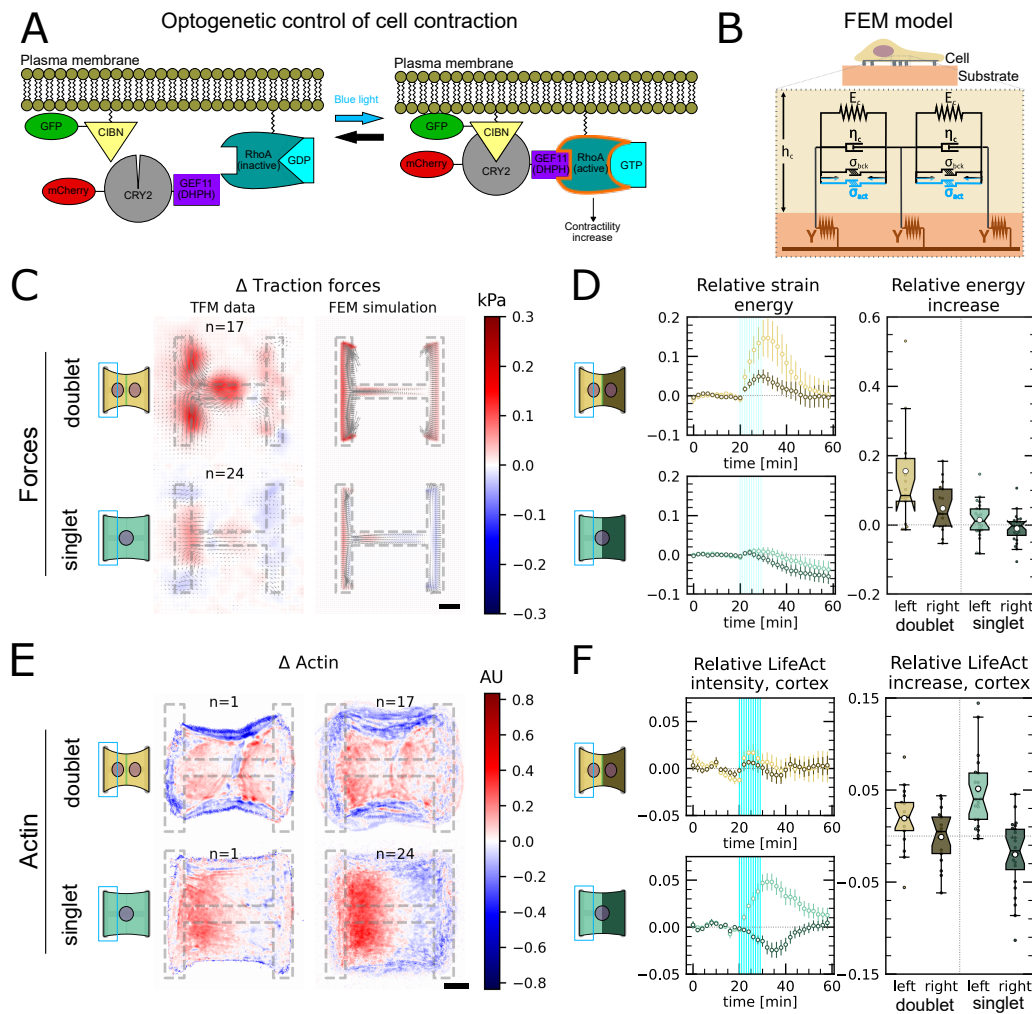 A
Optogenetic control of cell contraction
Plasma membrane
GFP
CIBN
mCherry
CRY2
GEF11
(DHPH)
RhoA
(inactive)
GDP
Blue light
Plasma membrane
GFP
CIBN
mCherry
CRY2
GEF11
(DHPH)
RhoA
(active)
GTP
Contractility
increase
B
FEM model
Cell
Substrate
h_c
E_c
E_c
η_c
η_c
σ_bck
σ_bck
σ_act
σ_act
Y
Y
Y
C
Δ Traction forces
TFM data
FEM simulation
kPa
Forces
doublet
n=17
singlet
n=24
0.3
0.2
0.1
0.0
−0.1
−0.2
−0.3
D
Relative strain
energy
0.2
0.1
0.0
−0.1
0 20 40 60
time [min]
0.2
0.1
0.0
−0.1
0 20 40 60
time [min]
Relative energy
increase
0.6
0.4
0.2
0.0
0.2
left right left right
doublet singlet
E
Δ Actin
AU
Actin
doublet
n=1
n=17
singlet
n=1
n=24
0.8
0.6
0.4
0.2
0.0
−0.2
−0.4
−0.6
−0.8
F
Relative LifeAct
intensity, cortex
0.05
0.00
−0.05
0 20 40 60
time [min]
0.05
0.00
−0.05
0 20 40 60
time [min]
Relative LifeAct
increase, cortex
0.15
0.05
−0.05
−0.15
left right left right
doublet singlet